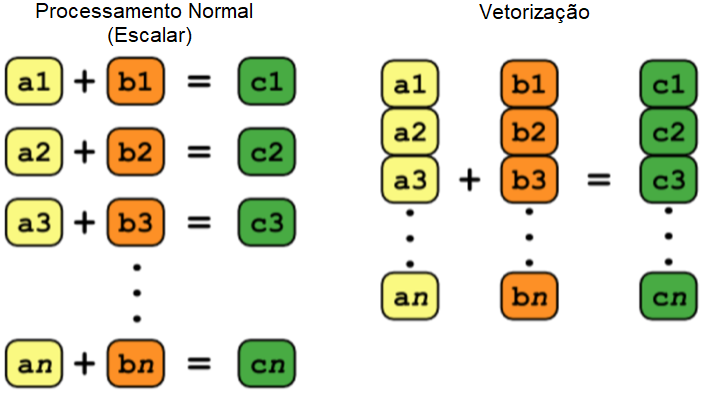 Processamento Normal
(Escalar)
a1 + b1 = c1
a2 + b2 = c2
a3 + b3 = c3
an + bn = cn
Vetorização
a1 b1 c1
a2 b2 c2
a3 + b3 = c3
an bn cn